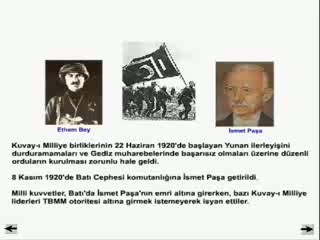 Ethem Bey
İsmet Paşa
Kuvay-ı Milliye birliklerinin 22 Haziran 1920'de başlayan Yunan ilerleyişini
durduramamaları ve Gediz muharebelerinde başarısız olmaları üzerine düzenli
orduların kurulması zorunlu hale geldi.
8 Kasım 1920'de Batı Cephesi komutanlığına İsmet Paşa getirildi.
Milli kuvvetler, Batı'da İsmet Paşa'nın emri altına girerken, bazı Kuvay-ı Milliye
liderleri TBMM otoritesi altına girmek istemeyerek isyan ettiler.